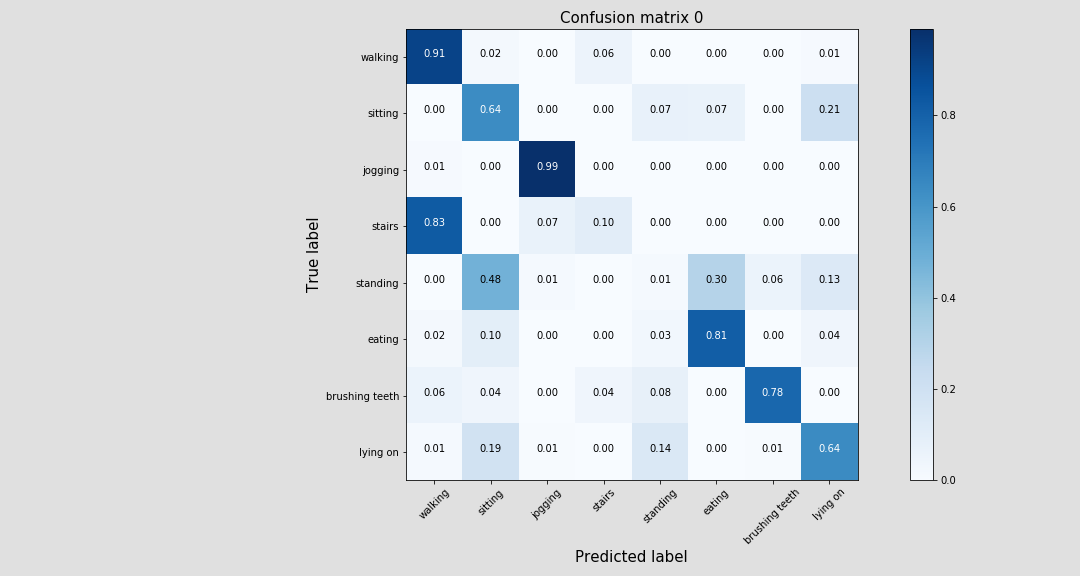 Confusion matrix 0
walking 0.91 0.02 0.00 0.06 0.00 0.00 0.00 0.01
sitting 0.00 0.64 0.00 0.00 0.07 0.07 0.00 0.21
jogging 0.01 0.00 0.99 0.00 0.00 0.00 0.00 0.00
stairs 0.83 0.00 0.07 0.10 0.00 0.00 0.00 0.00
standing 0.00 0.48 0.01 0.00 0.01 0.30 0.06 0.13
eating 0.02 0.10 0.00 0.00 0.03 0.81 0.00 0.04
brushing teeth 0.06 0.04 0.00 0.04 0.08 0.00 0.78 0.00
lying on 0.01 0.19 0.01 0.00 0.14 0.00 0.01 0.64
walking sitting jogging stairs standing eating brushing teeth lying on
True label
Predicted label
0.8
0.6
0.4
0.2
0.0